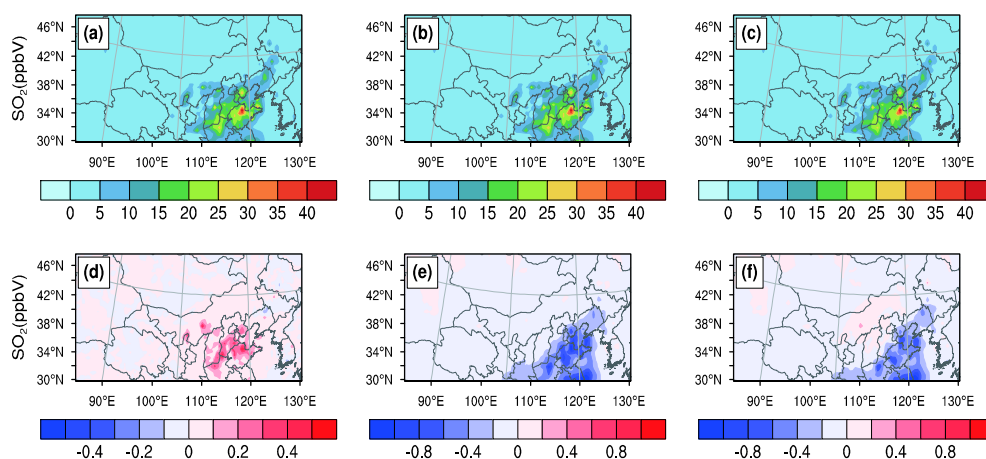 (a) (b) (c)
SO₂(ppbV)
46°N 46°N 46°N
42°N 42°N 42°N
38°N 38°N 38°N
34°N 34°N 34°N
30°N 30°N 30°N
90°E 100°E 110°E 120°E 130°E 90°E 100°E 110°E 120°E 130°E 90°E 100°E 110°E 120°E 130°E
0 5 10 15 20 25 30 35 40 0 5 10 15 20 25 30 35 40 0 5 10 15 20 25 30 35 40
(d) (e) (f)
SO₂(ppbV)
46°N 46°N 46°N
42°N 42°N 42°N
38°N 38°N 38°N
34°N 34°N 34°N
30°N 30°N 30°N
90°E 100°E 110°E 120°E 130°E 90°E 100°E 110°E 120°E 130°E 90°E 100°E 110°E 120°E 130°E
-0.4 -0.2 0 0.2 0.4 -0.8 -0.4 0 0.4 0.8 -0.8 -0.4 0 0.4 0.8